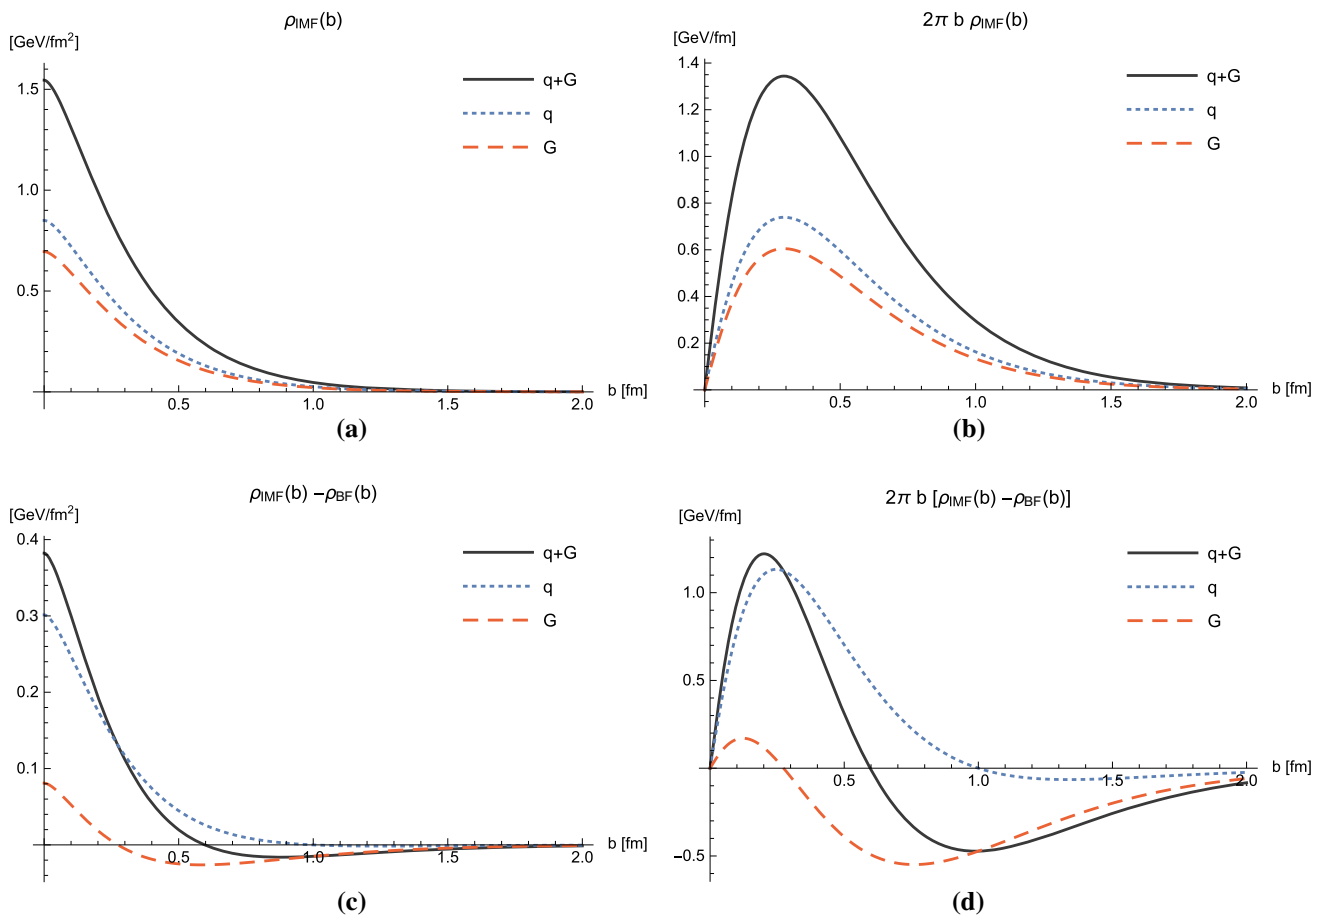 ρIMF(b)
[GeV/fm²]
1.5
1.0
0.5
0.5
1.0
1.5
2.0
b [fm]
q+G
q
G
(a)
2π b ρIMF(b)
[GeV/fm]
1.4
1.2
1.0
0.8
0.6
0.4
0.2
0.5
1.0
1.5
2.0
b [fm]
q+G
q
G
(b)
ρIMF(b) −ρBF(b)
[GeV/fm²]
0.4
0.3
0.2
0.1
0.5
1.0
1.5
2.0
b [fm]
q+G
q
G
(c)
2π b [ρIMF(b) −ρBF(b)]
[GeV/fm]
1.0
0.5
−0.5
0.5
1.0
1.5
2.0
b [fm]
q+G
q
G
(d)